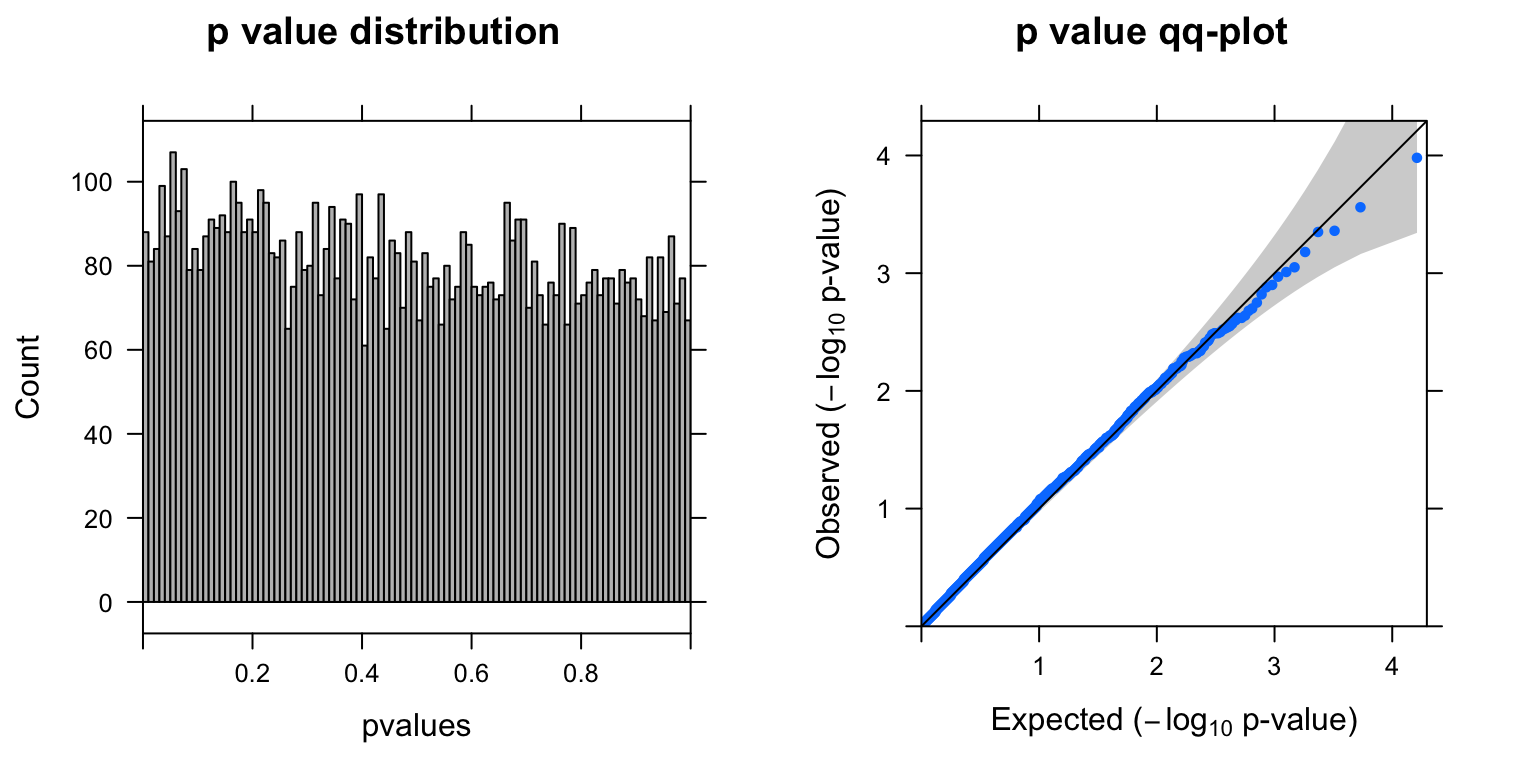 p value distribution
100
80
60
40
20
0
Count
0.2 0.4 0.6 0.8
pvalues
p value qq-plot
4
3
2
1
Observed (−log10 p-value)
1 2 3 4
Expected (−log10 p-value)